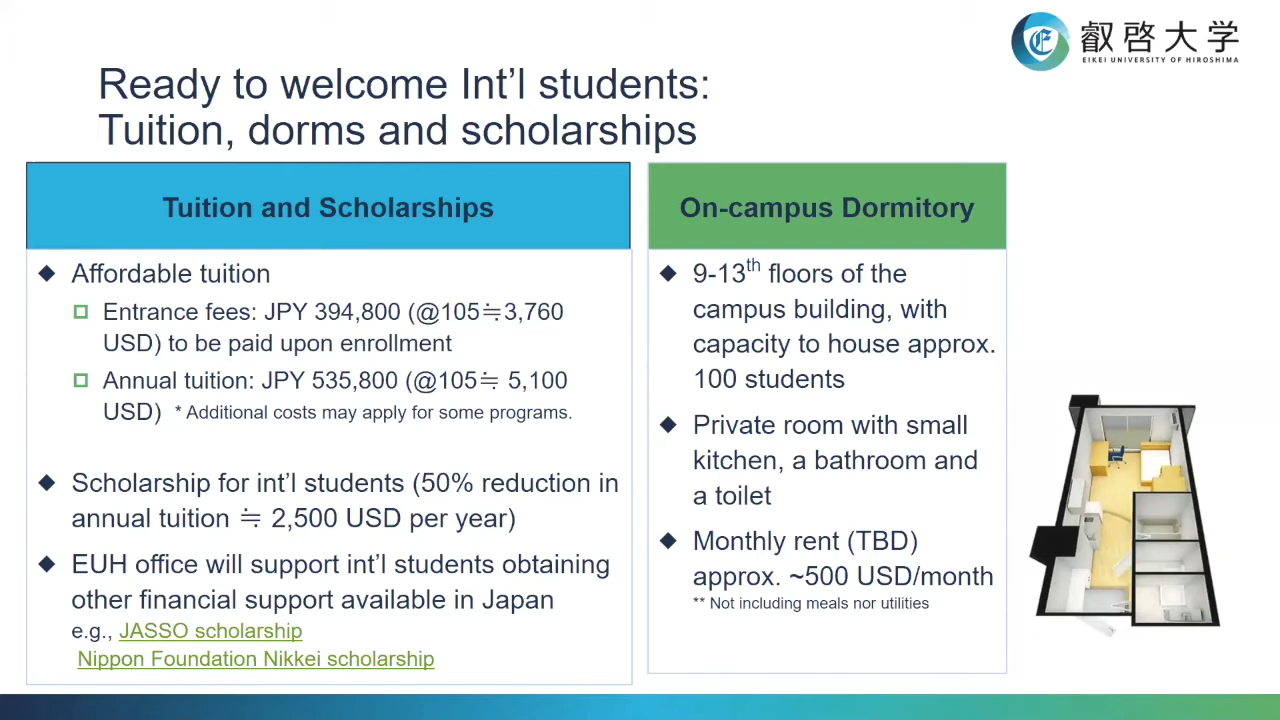 叡啓大学
EIKEI UNIVERSITY OF HIROSHIMA
Ready to welcome Int’l students:
Tuition, dorms and scholarships
Tuition and Scholarships
◆ Affordable tuition
Entrance fees: JPY 394,800 (@105≒3,760
USD) to be paid upon enrollment
Annual tuition: JPY 535,800 (@105≒ 5,100
USD) * Additional costs may apply for some programs.
◆ Scholarship for int’l students (50% reduction in
annual tuition ≒ 2,500 USD per year)
◆ EUH office will support int’l students obtaining
other financial support available in Japan
e.g., JASSO scholarship
Nippon Foundation Nikkei scholarship
On-campus Dormitory
◆ 9-13th floors of the
campus building, with
capacity to house approx.
100 students
◆ Private room with small
kitchen, a bathroom and
a toilet
◆ Monthly rent (TBD)
approx. ~500 USD/month
** Not including meals nor utilities